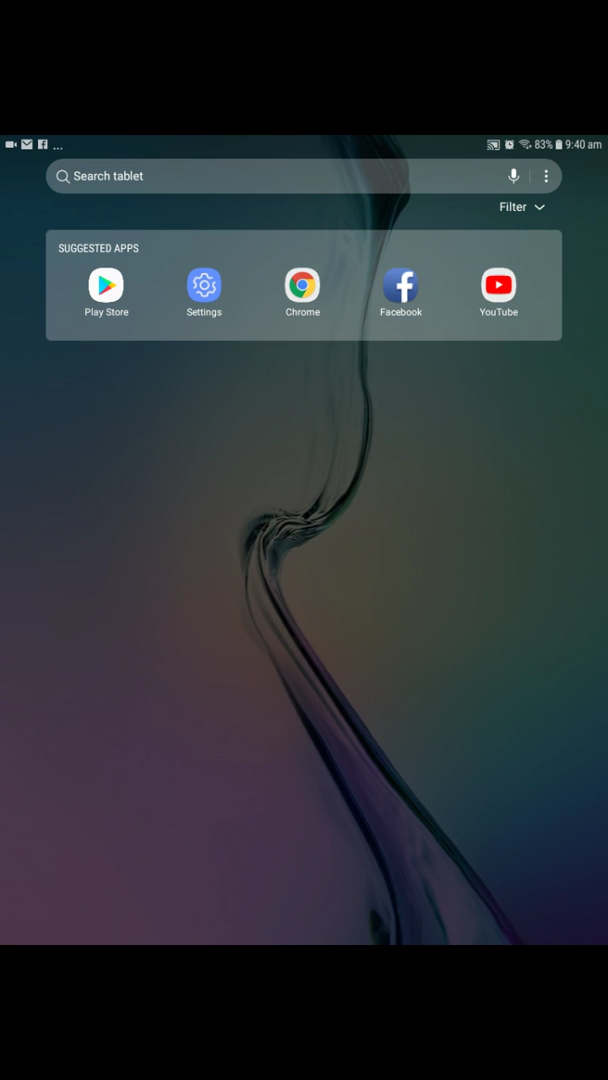 ... 83% 9:40 am
Search tablet
Filter
SUGGESTED APPS
Play Store Settings Chrome Facebook YouTube